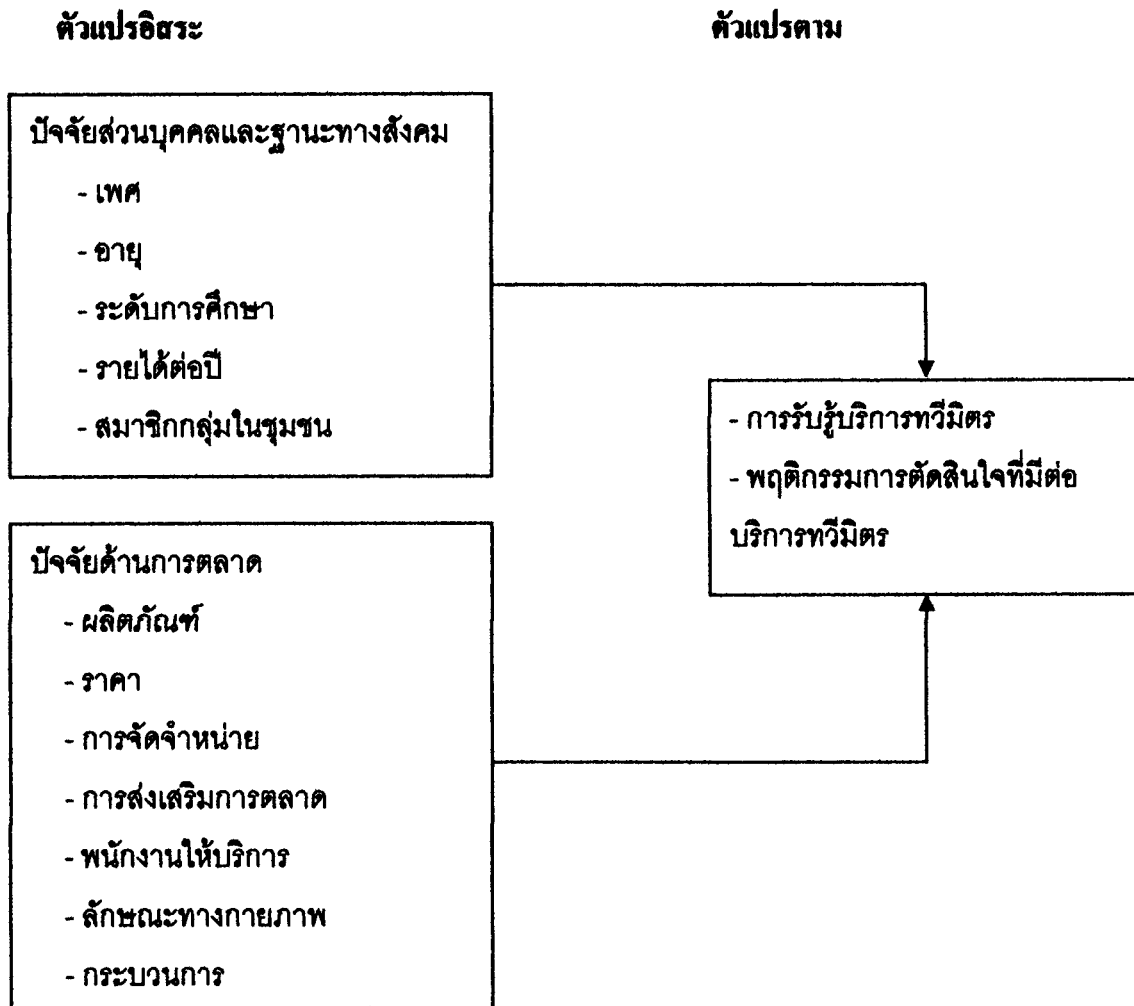 ตัวแปรอิสระ
ตัวแปรตาม
ปัจจัยส่วนบุคคลและฐานะทางสังคม
- เพศ
- อายุ
- ระดับการศึกษา
- รายได้ต่อปี
- สมาชิกกลุ่มในชุมชน
ปัจจัยด้านการตลาด
- ผลิตภัณฑ์
- ราคา
- การจัดจำหน่าย
- การส่งเสริมการตลาด
- พนักงานให้บริการ
- ลักษณะทางกายภาพ
- กระบวนการ
- การรับรู้บริการทวีมิตร
- พฤติกรรมการตัดสินใจที่มีต่อ
บริการทวีมิตร